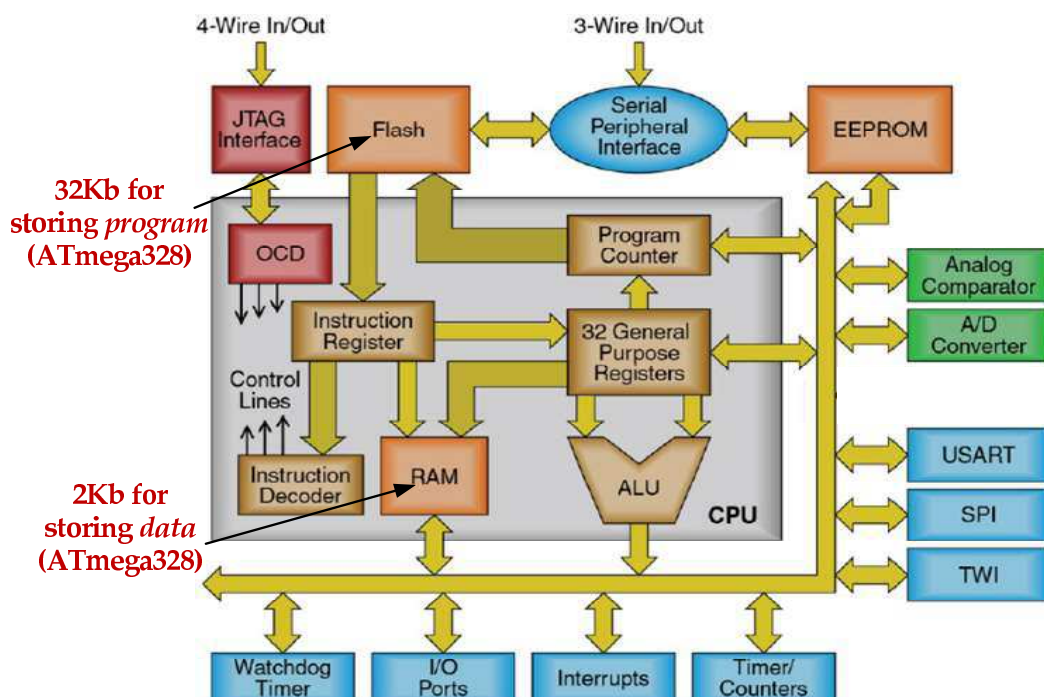 4-Wire In/Out
3-Wire In/Out
JTAG
Interface
Flash
Serial
Peripheral
Interface
EEPROM
32Kb for
storing program
(ATmega328)
OCD
Program
Counter
Analog
Comparator
Instruction
Register
32 General
Purpose
Registers
A/D
Converter
Control
Lines
Instruction
Decoder
RAM
ALU
CPU
USART
SPI
TWI
2Kb for
storing data
(ATmega328)
Watchdog
Timer
I/O
Ports
Interrupts
Timer/
Counters